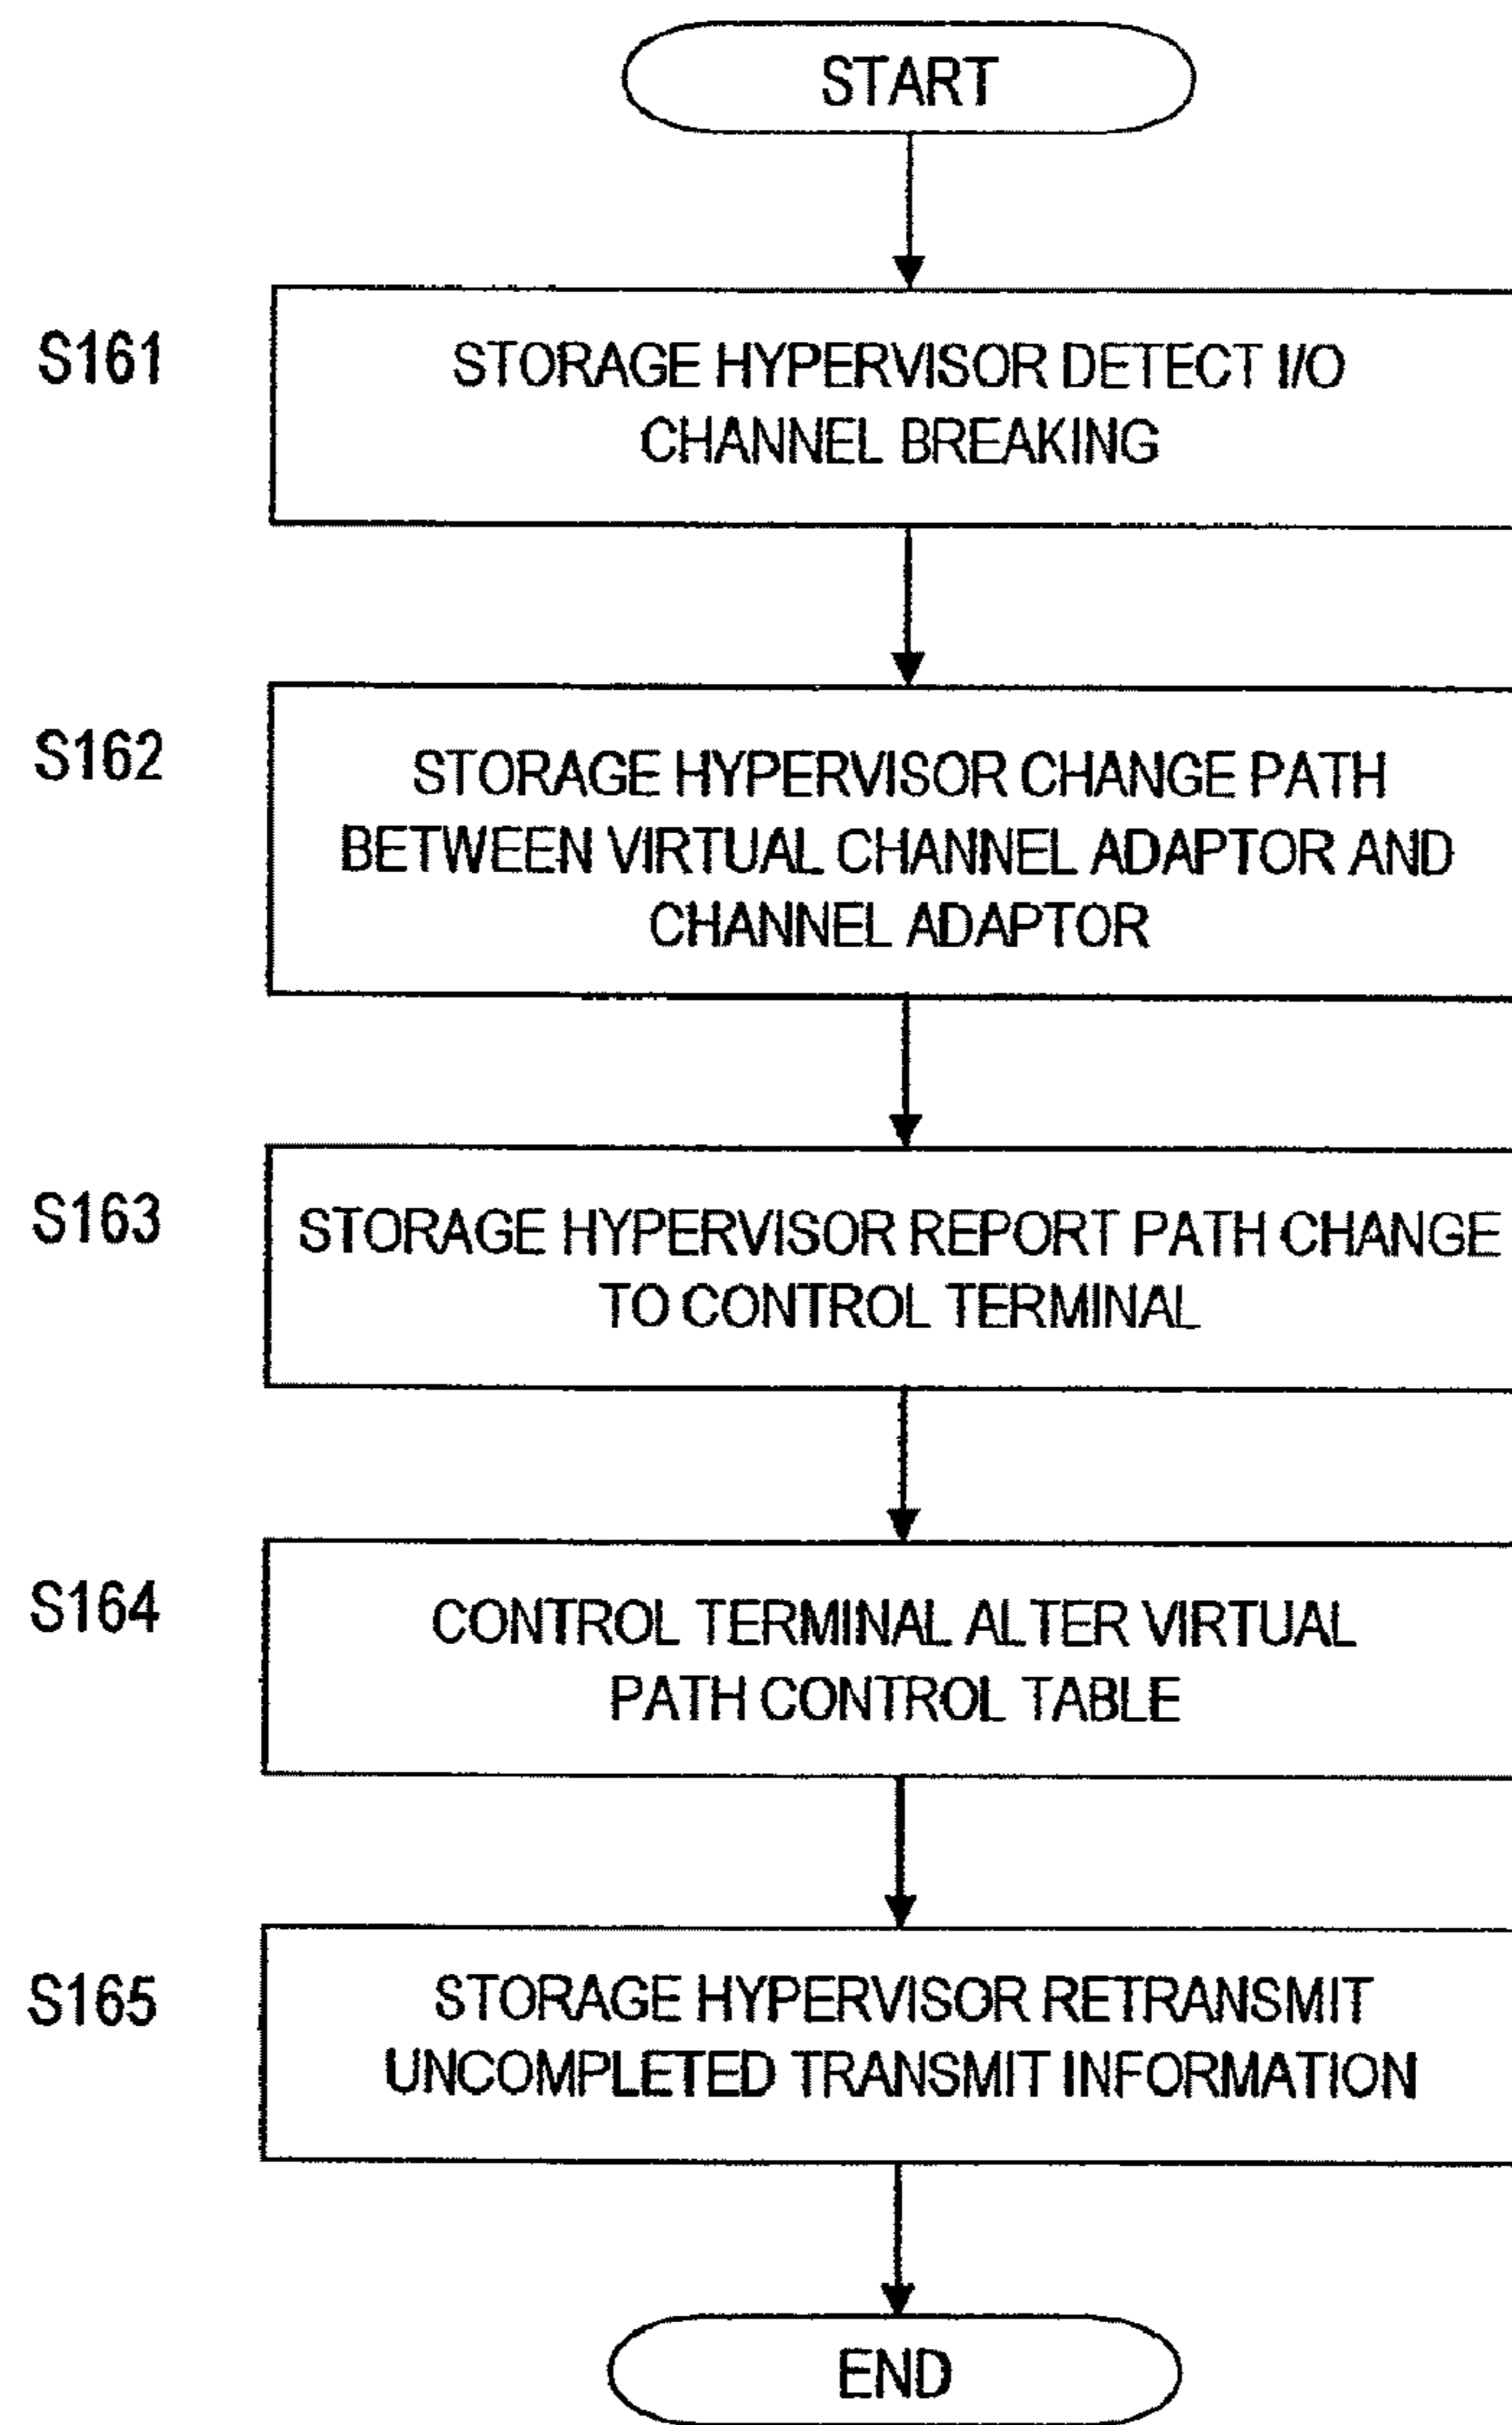 START
S161
STORAGE HYPERVISOR DETECT I/O
CHANNEL BREAKING
S162
STORAGE HYPERVISOR CHANGE PATH
BETWEEN VIRTUAL CHANNEL ADAPTOR AND
CHANNEL ADAPTOR
S163
STORAGE HYPERVISOR REPORT PATH CHANGE
TO CONTROL TERMINAL
S164
CONTROL TERMINAL ALTER VIRTUAL
PATH CONTROL TABLE
S165
STORAGE HYPERVISOR RETRANSMIT
UNCOMPLETED TRANSMIT INFORMATION
END